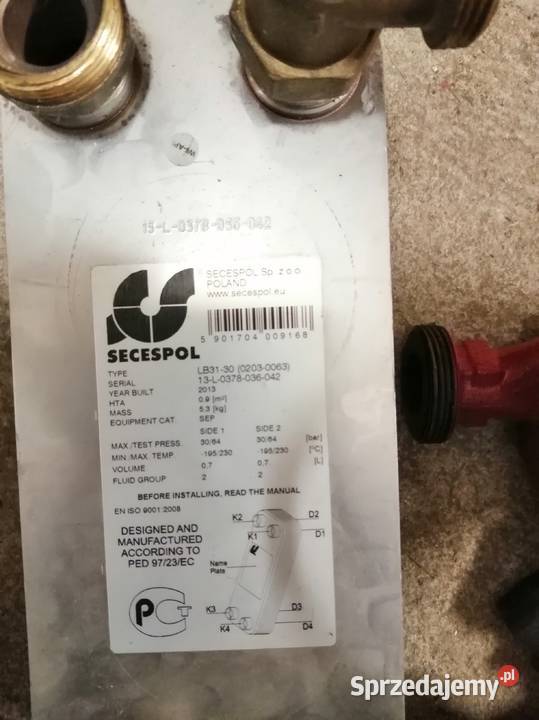 13-L-0378-036-042
SECESPOL Sp. z o.o.
POLAND
www.secespol.eu
SECESPOL
5 901704 009168
TYPE LB31-30 (0203-0063)
SERIAL 13-L-0378-036-042
YEAR BUILT 2013
HTA 0,9 [m²]
MASS 5,3 [kg]
EQUIPMENT CAT. SEP
SIDE 1 SIDE 2
MAX./TEST PRESS. 30/64 30/64 [bar]
MIN./MAX. TEMP -195/230 -195/230 [°C]
VOLUME 0,7 0,7 [L]
FLUID GROUP 2 2
BEFORE INSTALLING, READ THE MANUAL
EN ISO 9001:2008
DESIGNED AND
MANUFACTURED
ACCORDING TO
PED 97/23/EC
K2 D2
K1 D1
Name
Plate
K3 D3
K4 D4
Sprzedajemy.pl